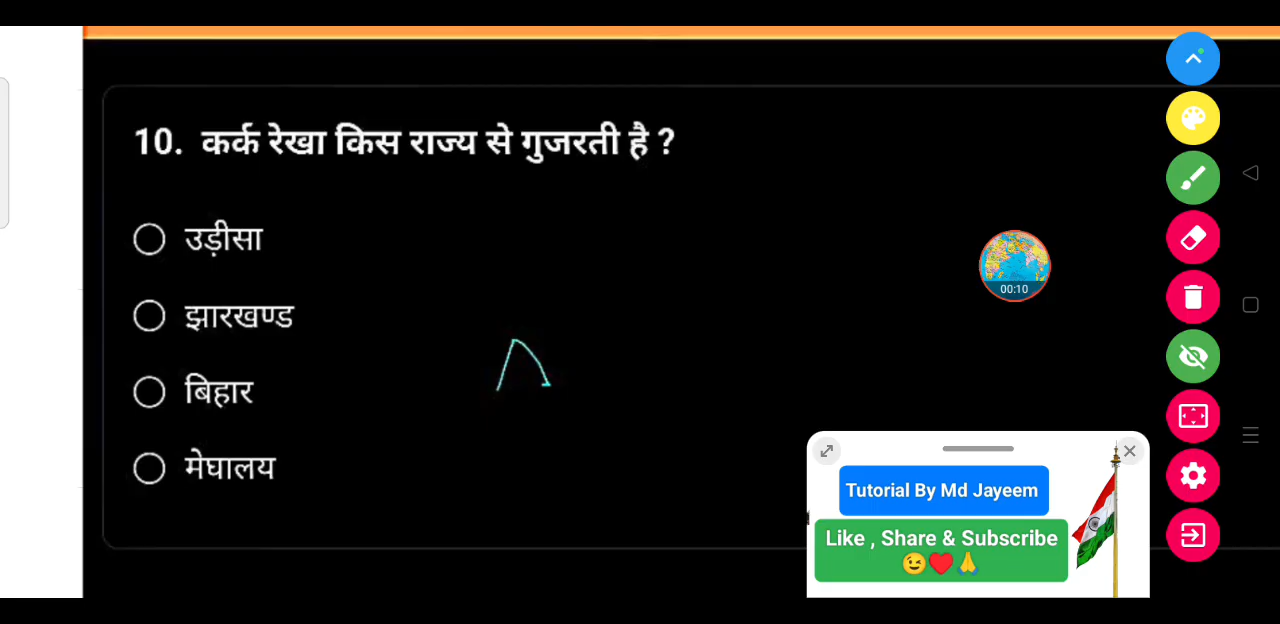 10. कर्क रेखा किस राज्य से गुजरती है ?
उड़ीसा
झारखण्ड
बिहार
मेघालय
00:10
Tutorial By Md Jayeem
Like , Share & Subscribe
😉❤️🙏